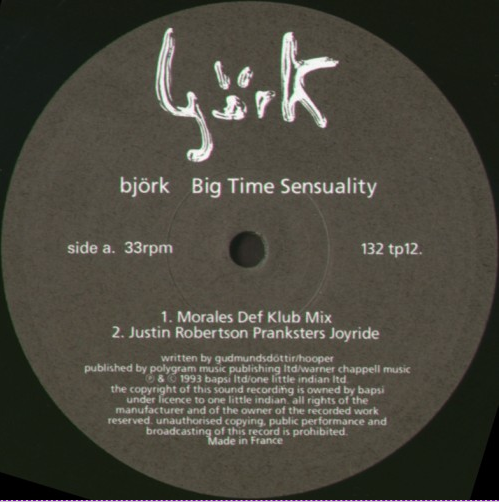 björk
björk Big Time Sensuality
side a. 33rpm 132 tp12.
1. Morales Def Klub Mix
2. Justin Robertson Pranksters Joyride
written by gudmundsdöttir/hooper
published by polygram music publishing ltd/warner chappell music
℗ & © 1993 bapsi ltd/one little indian ltd.
the copyright of this sound recording is owned by bapsi
under licence to one little indian. all rights of the
manufacturer and of the owner of the recorded work
reserved. unauthorised copying, public performance and
broadcasting of this record is prohibited.
Made in France